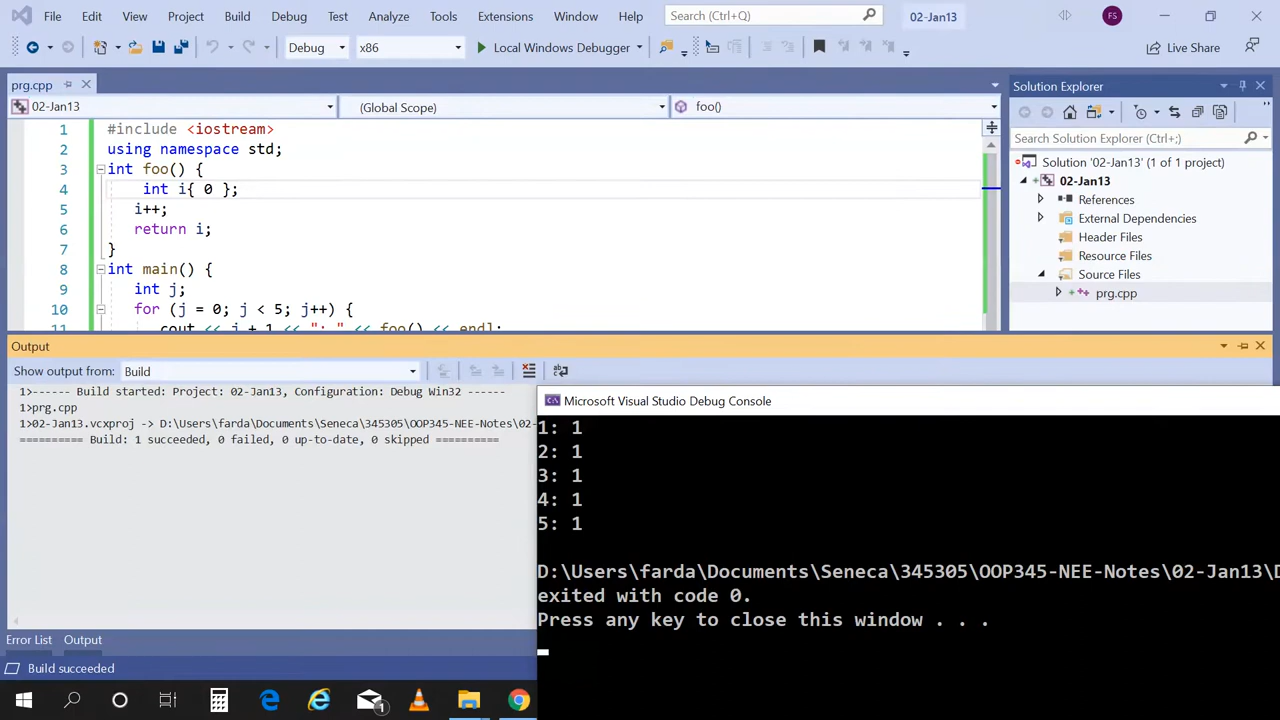 File Edit View Project Build Debug Test Analyze Tools Extensions Window Help Search (Ctrl+Q) 02-Jan13 FS
Debug x86 Local Windows Debugger Live Share
prg.cpp
02-Jan13 (Global Scope) foo()
1 #include <iostream>
2 using namespace std;
3 int foo() {
4 int i{ 0 };
5 i++;
6 return i;
7 }
8 int main() {
9 int j;
10 for (j = 0; j < 5; j++) {
11 cout << j + 1 << ": " << foo() << endl;
Solution Explorer
Search Solution Explorer (Ctrl+;)
Solution '02-Jan13' (1 of 1 project)
02-Jan13
References
External Dependencies
Header Files
Resource Files
Source Files
prg.cpp
Output
Show output from: Build
1>------ Build started: Project: 02-Jan13, Configuration: Debug Win32 ------
1>prg.cpp
1>02-Jan13.vcxproj -> D:\Users\farda\Documents\Seneca\345305\OOP345-NEE-Notes\02-
========== Build: 1 succeeded, 0 failed, 0 up-to-date, 0 skipped ==========
Microsoft Visual Studio Debug Console
1: 1
2: 1
3: 1
4: 1
5: 1
D:\Users\farda\Documents\Seneca\345305\OOP345-NEE-Notes\02-Jan13\D
exited with code 0.
Press any key to close this window . . .
Error List Output
Build succeeded
1